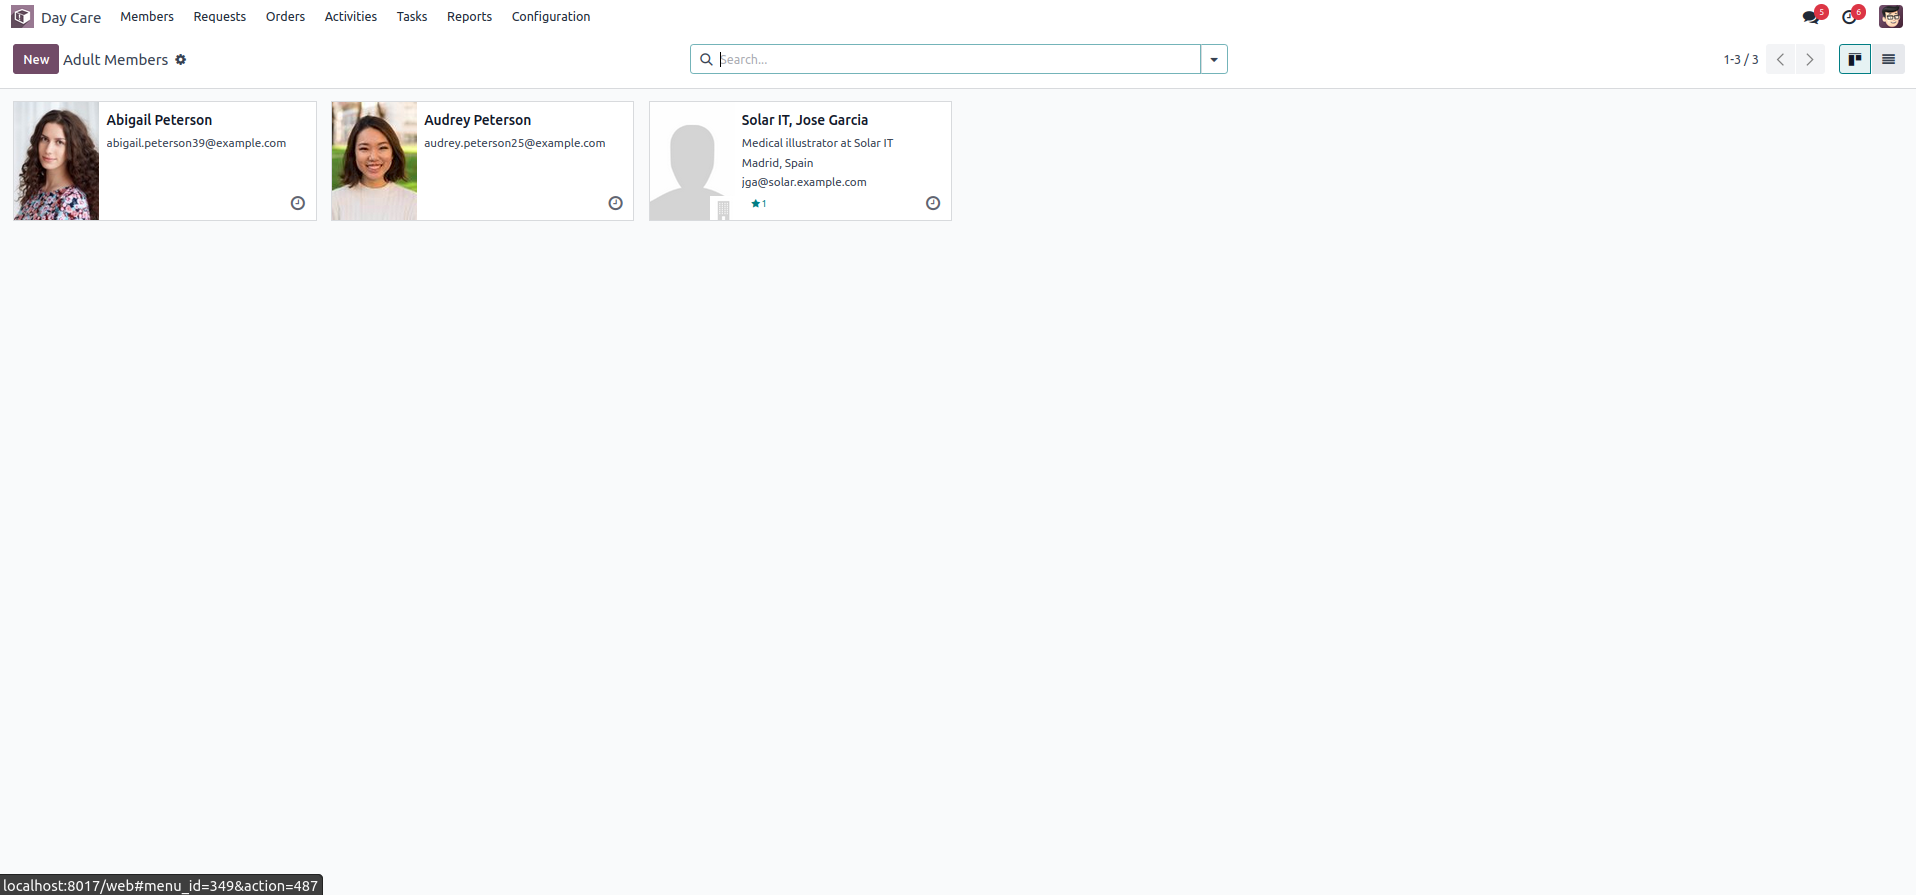 Day Care Members Requests Orders Activities Tasks Reports Configuration 5 6
New Adult Members Search... 1-3 / 3
Abigail Peterson
abigail.peterson39@example.com
Audrey Peterson
audrey.peterson25@example.com
Solar IT, Jose Garcia
Medical illustrator at Solar IT
Madrid, Spain
jga@solar.example.com
1
localhost:8017/web#menu_id=349&action=487